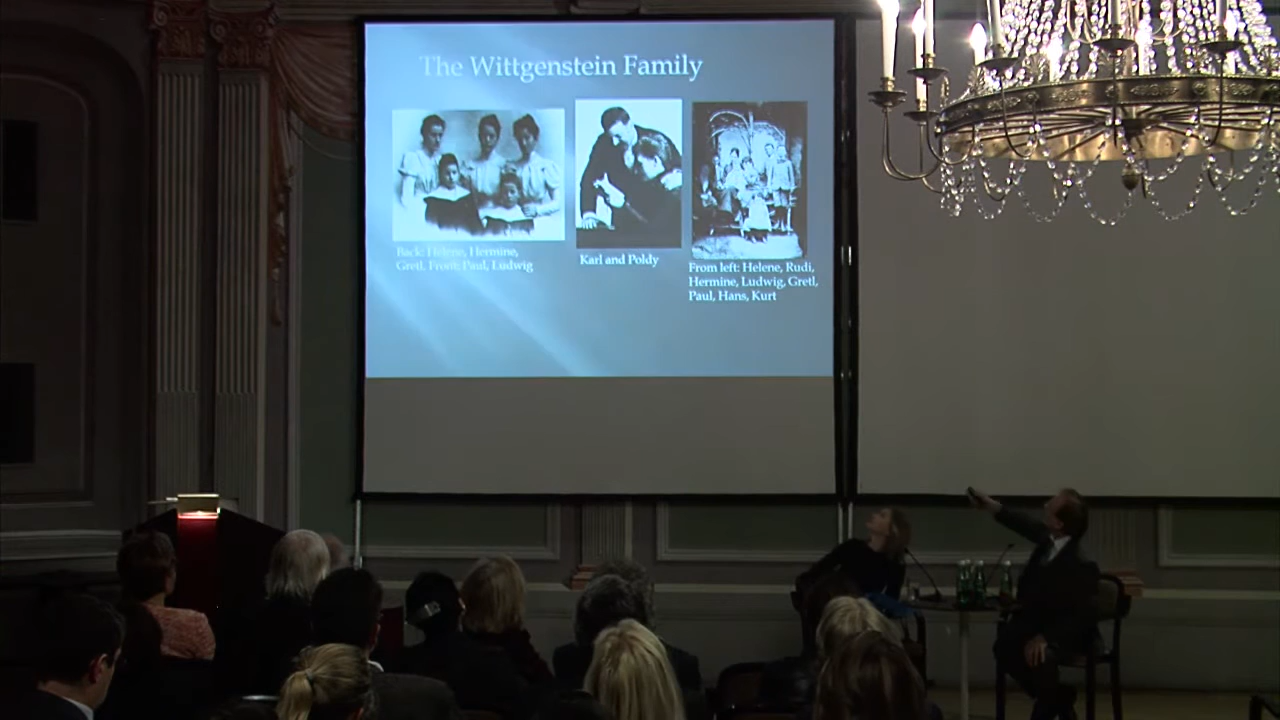 The Wittgenstein Family
Back: Helene, Hermine,
Gretl. Front: Paul, Ludwig
Karl and Poldy
From left: Helene, Rudi,
Hermine, Ludwig, Gretl,
Paul, Hans, Kurt